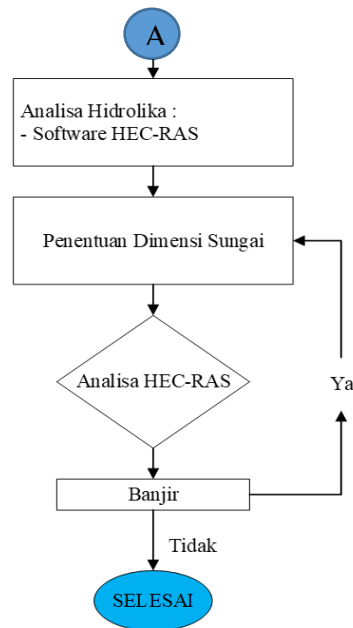 A
Analisa Hidrolika :
- Software HEC-RAS
Penentuan Dimensi Sungai
Analisa HEC-RAS
Ya
Banjir
Tidak
SELESAI